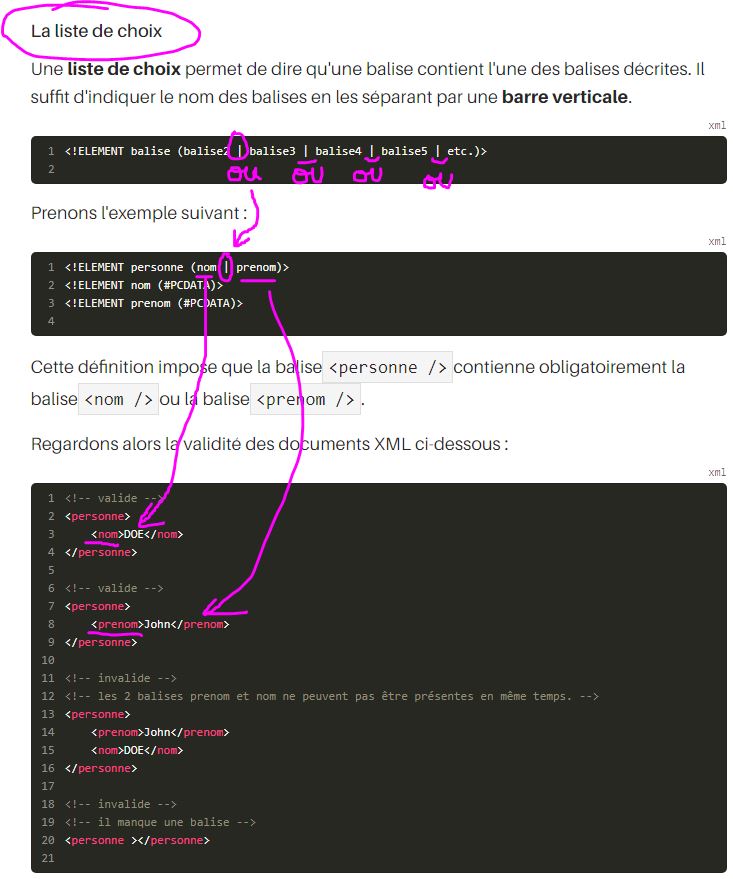 La liste de choix
Une liste de choix permet de dire qu'une balise contient l'une des balises décrites. Il
suffit d'indiquer le nom des balises en les séparant par une barre verticale.
xml
1 <!ELEMENT balise (balise2 | balise3 | balise4 | balise5 | etc.)>
2
ou ou ou ou
Prenons l'exemple suivant :
xml
1 <!ELEMENT personne (nom | prenom)>
2 <!ELEMENT nom (#PCDATA)>
3 <!ELEMENT prenom (#PCDATA)>
4
Cette définition impose que la balise <personne /> contienne obligatoirement la
balise <nom /> ou la balise <prenom /> .
Regardons alors la validité des documents XML ci-dessous :
xml
1 <!-- valide -->
2 <personne>
3 <nom>DOE</nom>
4 </personne>
5
6 <!-- valide -->
7 <personne>
8 <prenom>John</prenom>
9 </personne>
10
11 <!-- invalide -->
12 <!-- les 2 balises prenom et nom ne peuvent pas être présentes en même temps. -->
13 <personne>
14 <prenom>John</prenom>
15 <nom>DOE</nom>
16 </personne>
17
18 <!-- invalide -->
19 <!-- il manque une balise -->
20 <personne ></personne>
21